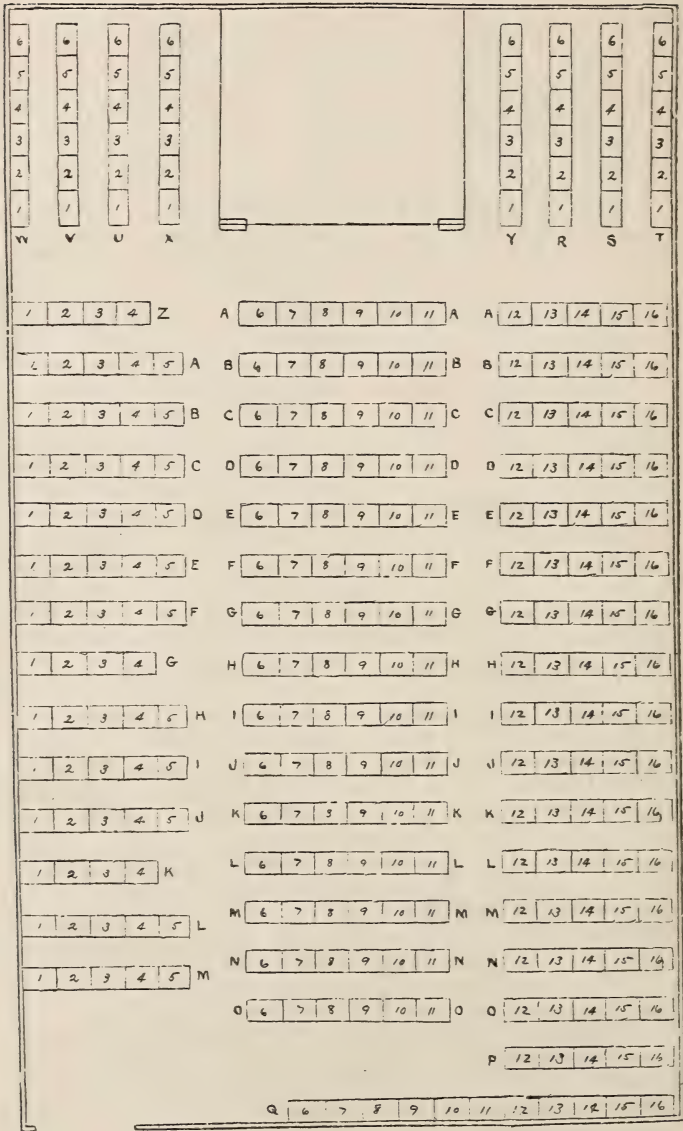 6 6 6 6 6 6 6 6
5 5 5 5 5 5 5 5
4 4 4 4 4 4 4 4
3 3 3 3 3 3 3 3
2 2 2 2 2 2 2 2
1 1 1 1 1 1 1 1
W V U X Y R S T
1 2 3 4 Z A 6 7 8 9 10 11 A A 12 13 14 15 16
1 2 3 4 5 A B 6 7 8 9 10 11 B B 12 13 14 15 16
1 2 3 4 5 B C 6 7 8 9 10 11 C C 12 13 14 15 16
1 2 3 4 5 C D 6 7 8 9 10 11 D D 12 13 14 15 16
1 2 3 4 5 D E 6 7 8 9 10 11 E E 12 13 14 15 16
1 2 3 4 5 E F 6 7 8 9 10 11 F F 12 13 14 15 16
1 2 3 4 5 F G 6 7 8 9 10 11 G G 12 13 14 15 16
1 2 3 4 G H 6 7 8 9 10 11 H H 12 13 14 15 16
1 2 3 4 5 H I 6 7 8 9 10 11 I I 12 13 14 15 16
1 2 3 4 5 I J 6 7 8 9 10 11 J J 12 13 14 15 16
1 2 3 4 5 J K 6 7 8 9 10 11 K K 12 13 14 15 16
1 2 3 4 K L 6 7 8 9 10 11 L L 12 13 14 15 16
1 2 3 4 5 L M 6 7 8 9 10 11 M M 12 13 14 15 16
1 2 3 4 5 M N 6 7 8 9 10 11 N N 12 13 14 15 16
O 6 7 8 9 10 11 O O 12 13 14 15 16
P 12 13 14 15 16
Q 6 7 8 9 10 11 12 13 14 15 16